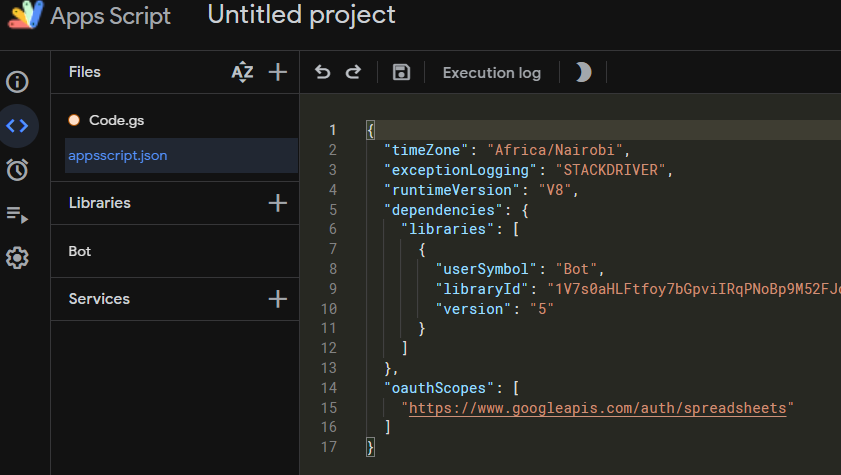 Apps Script Untitled project
Files AZ
Execution log
Code.gs
appsscript.json
Libraries
Bot
Services
1 {
2 "timeZone": "Africa/Nairobi",
3 "exceptionLogging": "STACKDRIVER",
4 "runtimeVersion": "V8",
5 "dependencies": {
6 "libraries": [
7 {
8 "userSymbol": "Bot",
9 "libraryId":
10 "version": "5"
11 }
12 ]
13 },
14 "oauthScopes": [
15 "https://www.googleapis.com/auth/spreadsheets"
16 ]
17 }